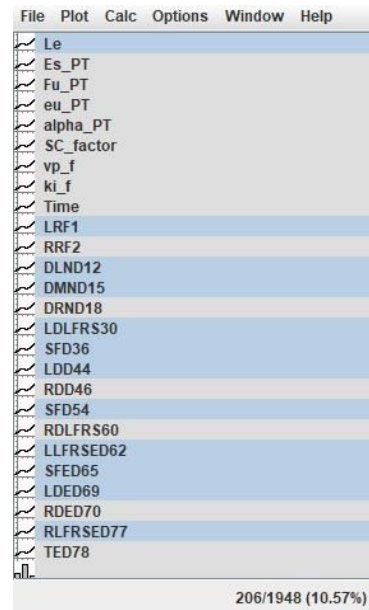 File Plot Calc Options Window Help
Le
Es_PT
Fu_PT
eu_PT
alpha_PT
SC_factor
vp_f
ki_f
Time
LRF1
RRF2
DLND12
DMND15
DRND18
LDLFRS30
SFD36
LDD44
RDD46
SFD54
RDLFRS60
LLFRSED62
SFED65
LDED69
RDED70
RLFRSED77
TED78
206/1948 (10.57%)